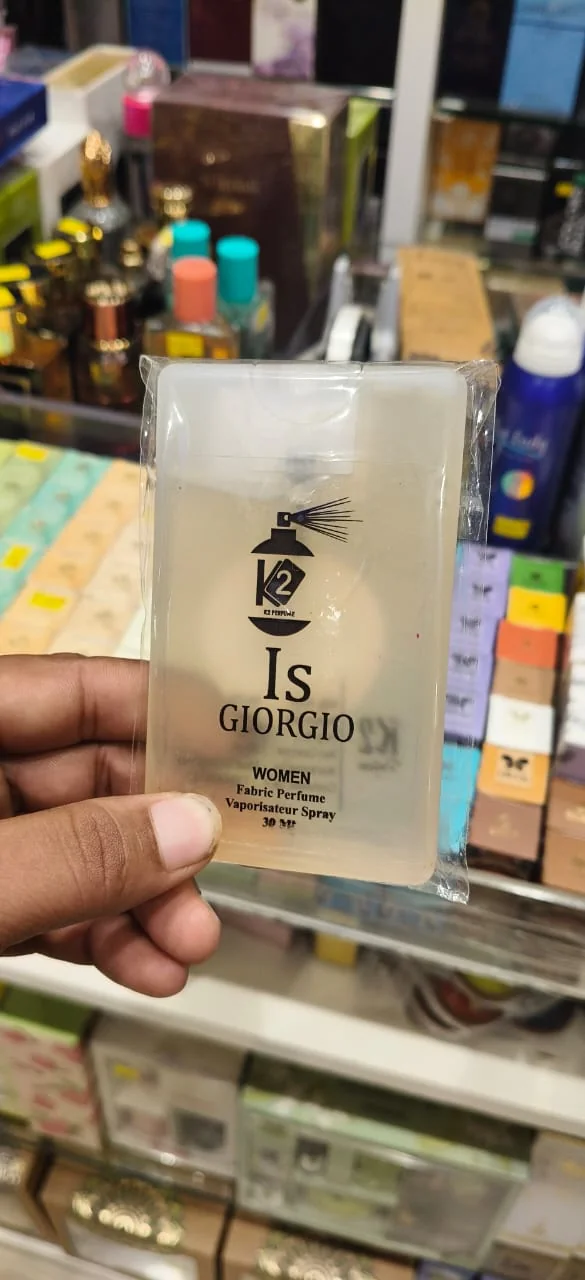 K2
K2 PERFUME
Is
GIORGIO
WOMEN
Fabric Perfume
Vaporisateur Spray
30 Ml